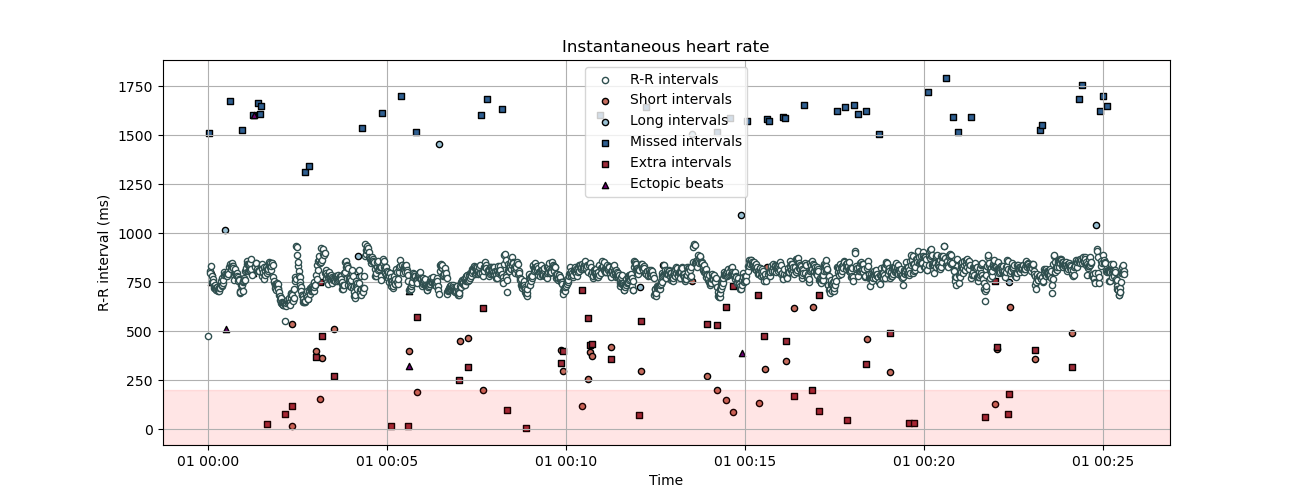 Instantaneous heart rate
R-R interval (ms)
1750
1500
1250
1000
750
500
250
0
R-R intervals
Short intervals
Long intervals
Missed intervals
Extra intervals
Ectopic beats
01 00:00
01 00:05
01 00:10
01 00:15
01 00:20
01 00:25
Time